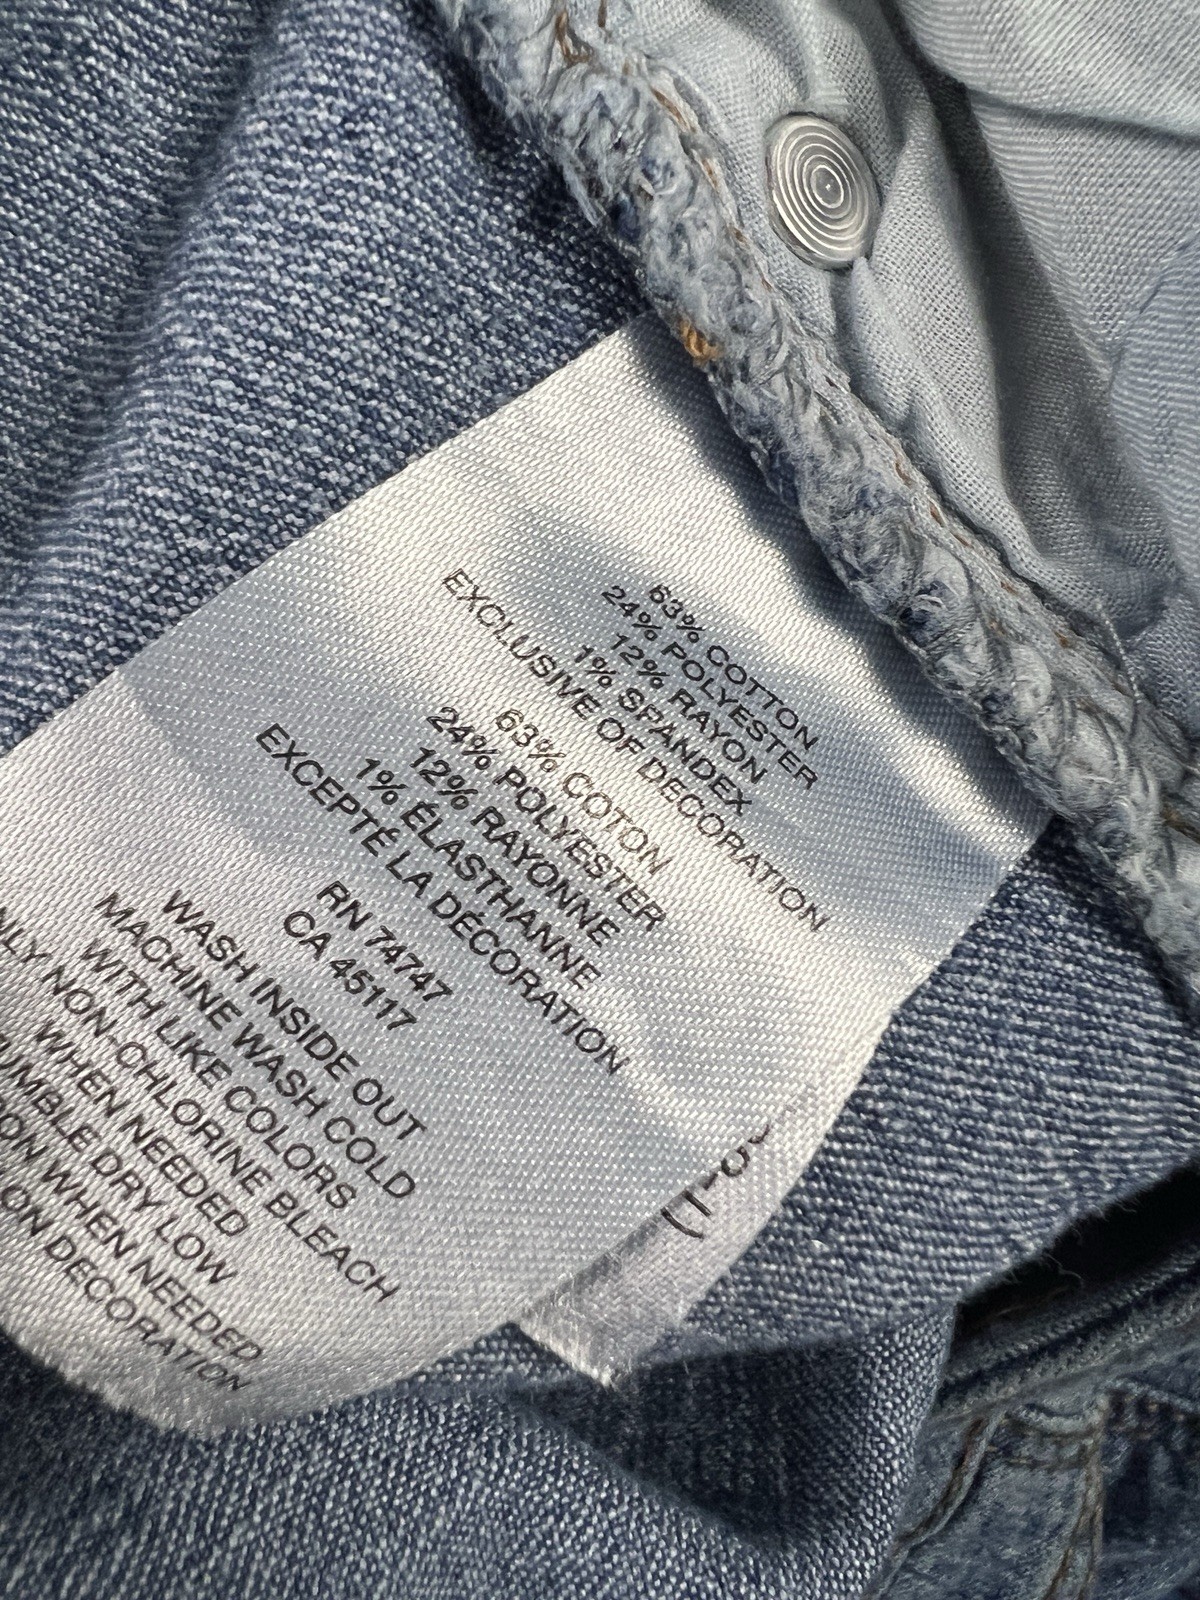 63% COTTON
24% POLYESTER
12% RAYON
1% SPANDEX
EXCLUSIVE OF DECORATION
63% COTON
24% POLYESTER
12% RAYONNE
1% ÉLASTHANNE
EXCEPTÉ LA DÉCORATION
RN 74747
CA 45117
WASH INSIDE OUT
MACHINE WASH COLD
WITH LIKE COLORS
NON-CHLORINE BLEACH
WHEN NEEDED
DRY LOW
WHEN NEEDED
DECORATION